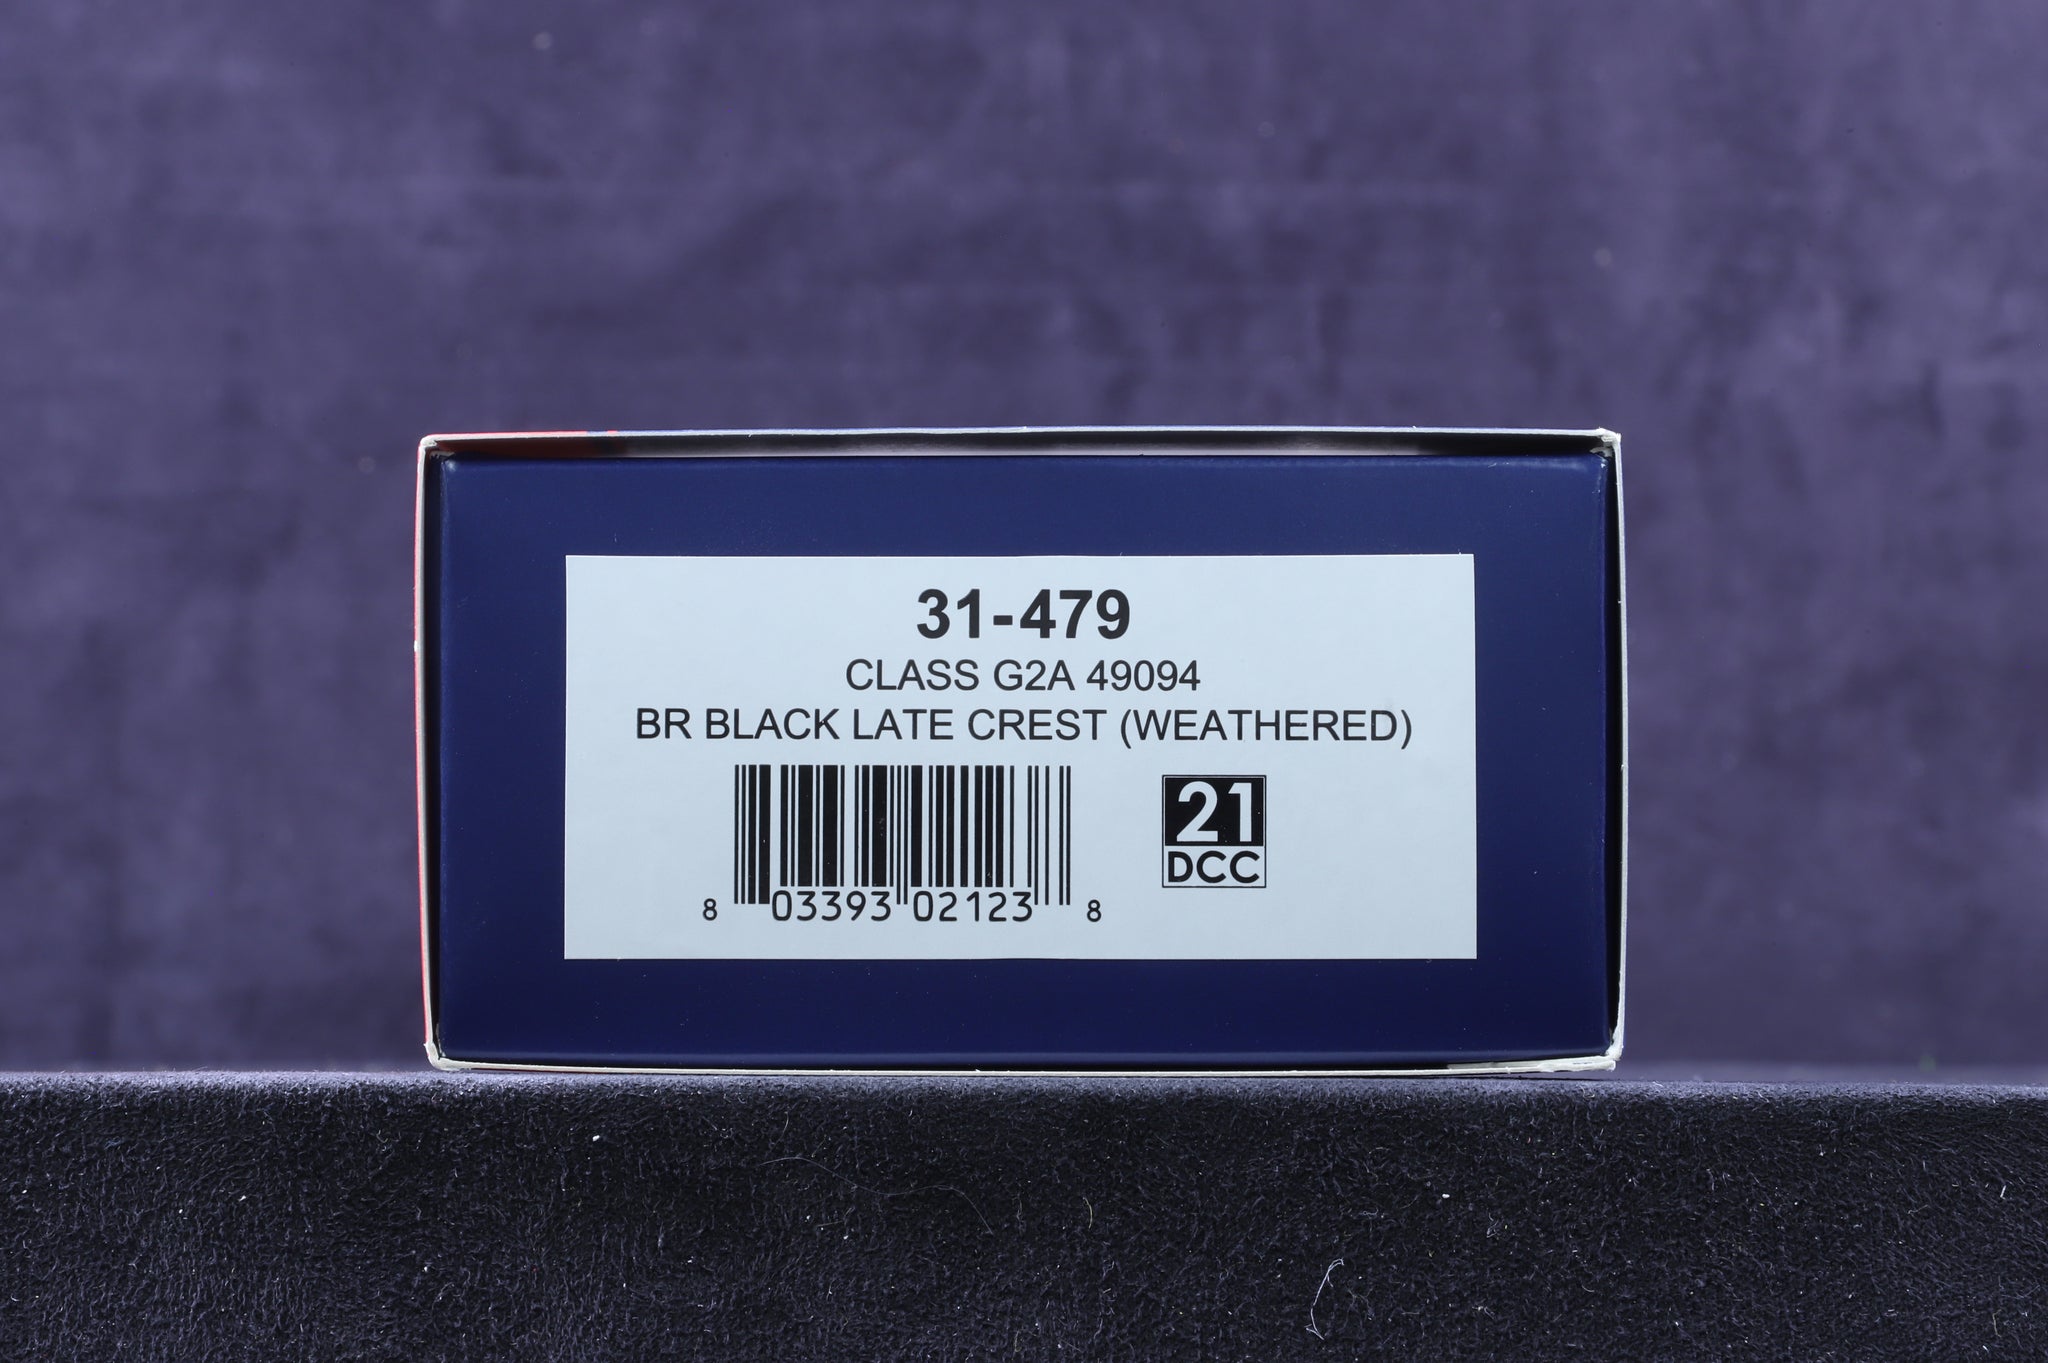 31-479
CLASS G2A 49094
BR BLACK LATE CREST (WEATHERED)
21
DCC
8 03393 02123 8